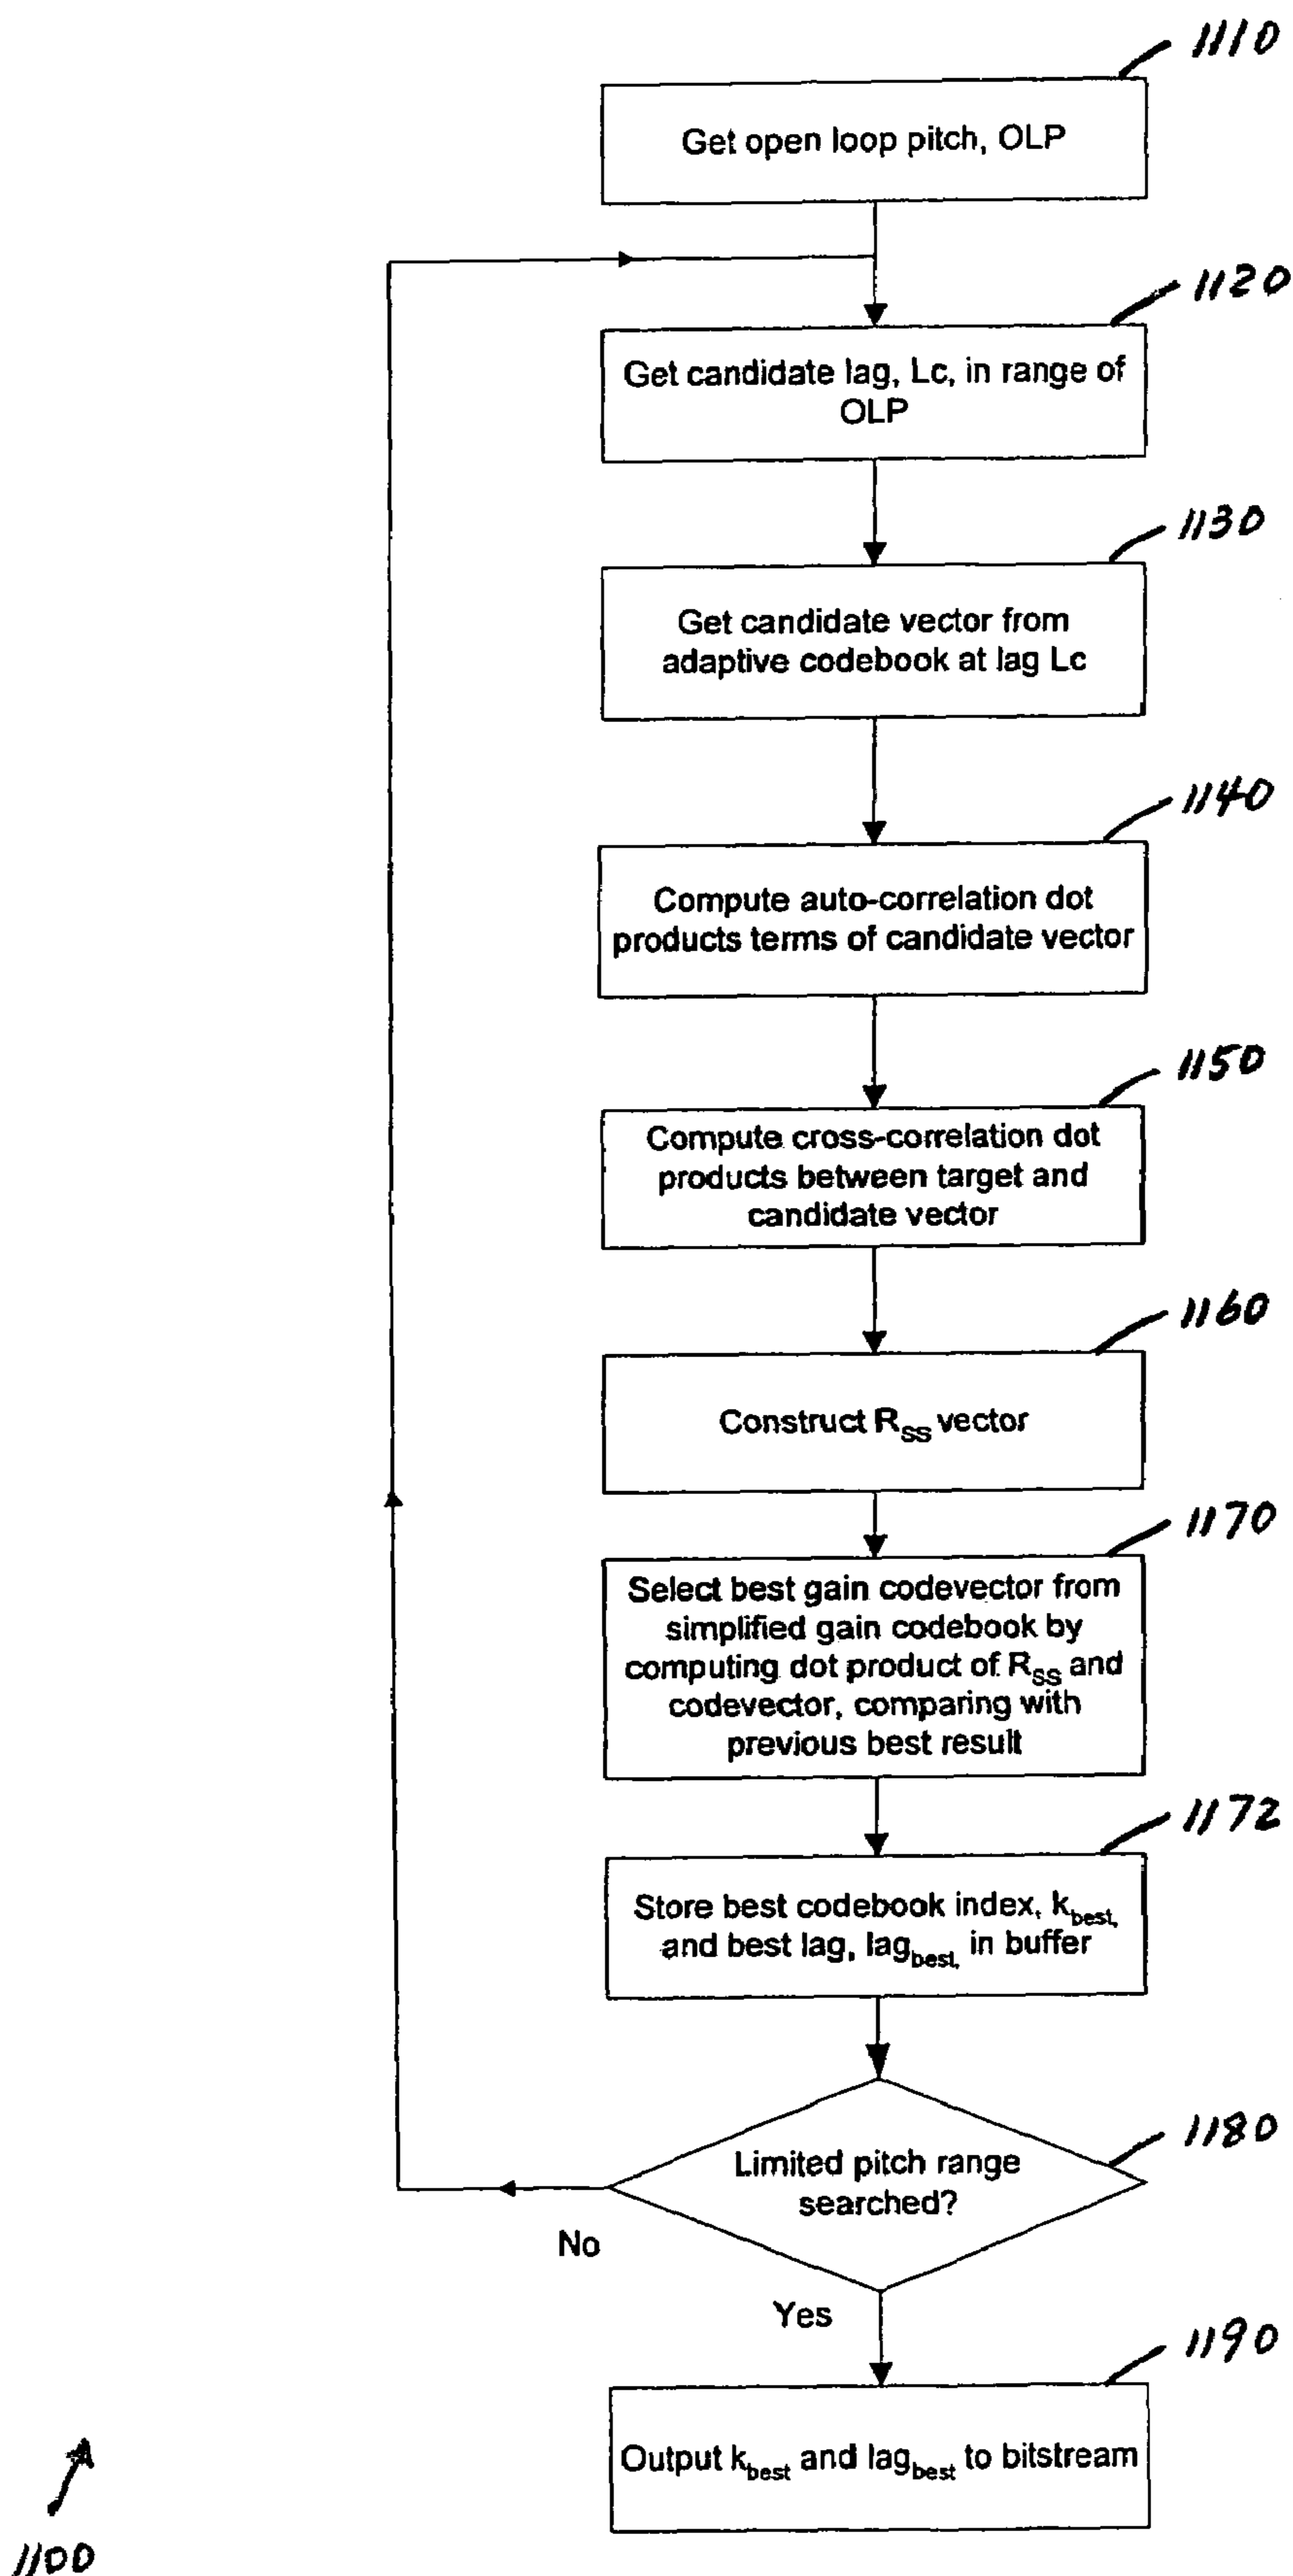 1110
Get open loop pitch, OLP
1120
Get candidate lag, Lc, in range of
OLP
1130
Get candidate vector from
adaptive codebook at lag Lc
1140
Compute auto-correlation dot
products terms of candidate vector
1150
Compute cross-correlation dot
products between target and
candidate vector
1160
Construct R_SS vector
1170
Select best gain codevector from
simplified gain codebook by
computing dot product of R_SS and
codevector, comparing with
previous best result
1172
Store best codebook index, k_best,
and best lag, lag_best, in buffer
1180
Limited pitch range
searched?
No
Yes
1190
Output k_best and lag_best to bitstream
1100